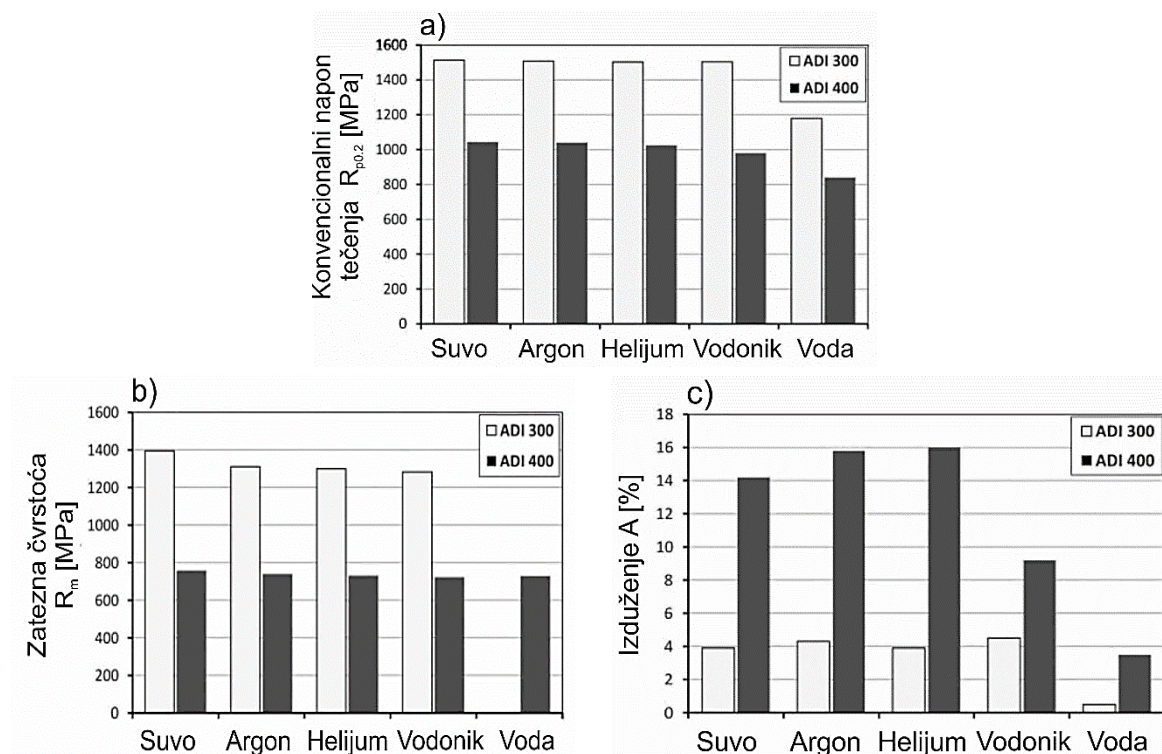 a)
Konvencionalni napon
tečenja Rp0.2 [MPa]
1600
1400
1200
1000
800
600
400
200
0
ADI 300
ADI 400
Suvo Argon Helijum Vodonik Voda
b)
Zatezna čvrstoća
Rm [MPa]
1600
1400
1200
1000
800
600
400
200
0
ADI 300
ADI 400
Suvo Argon Helijum Vodonik Voda
c)
Izduženje A [%]
18
16
14
12
10
8
6
4
2
0
ADI 300
ADI 400
Suvo Argon Helijum Vodonik Voda